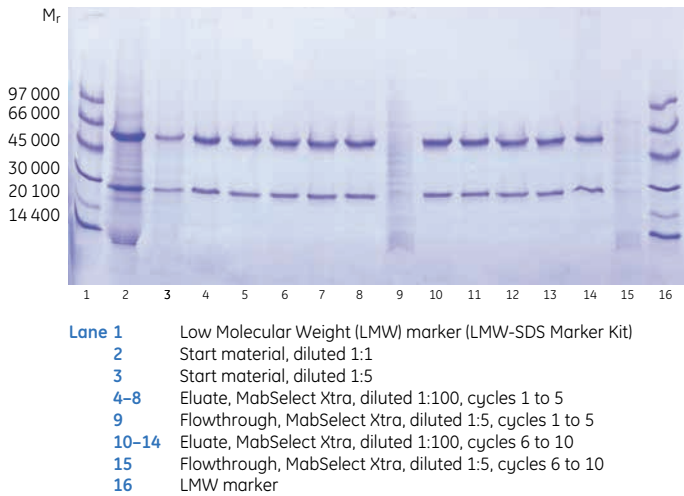 Mr
97 000
66 000
45 000
30 000
20 100
14 400
1 2 3 4 5 6 7 8 9 10 11 12 13 14 15 16
Lane 1 Low Molecular Weight (LMW) marker (LMW-SDS Marker Kit)
2 Start material, diluted 1:1
3 Start material, diluted 1:5
4–8 Eluate, MabSelect Xtra, diluted 1:100, cycles 1 to 5
9 Flowthrough, MabSelect Xtra, diluted 1:5, cycles 1 to 5
10–14 Eluate, MabSelect Xtra, diluted 1:100, cycles 6 to 10
15 Flowthrough, MabSelect Xtra, diluted 1:5, cycles 6 to 10
16 LMW marker